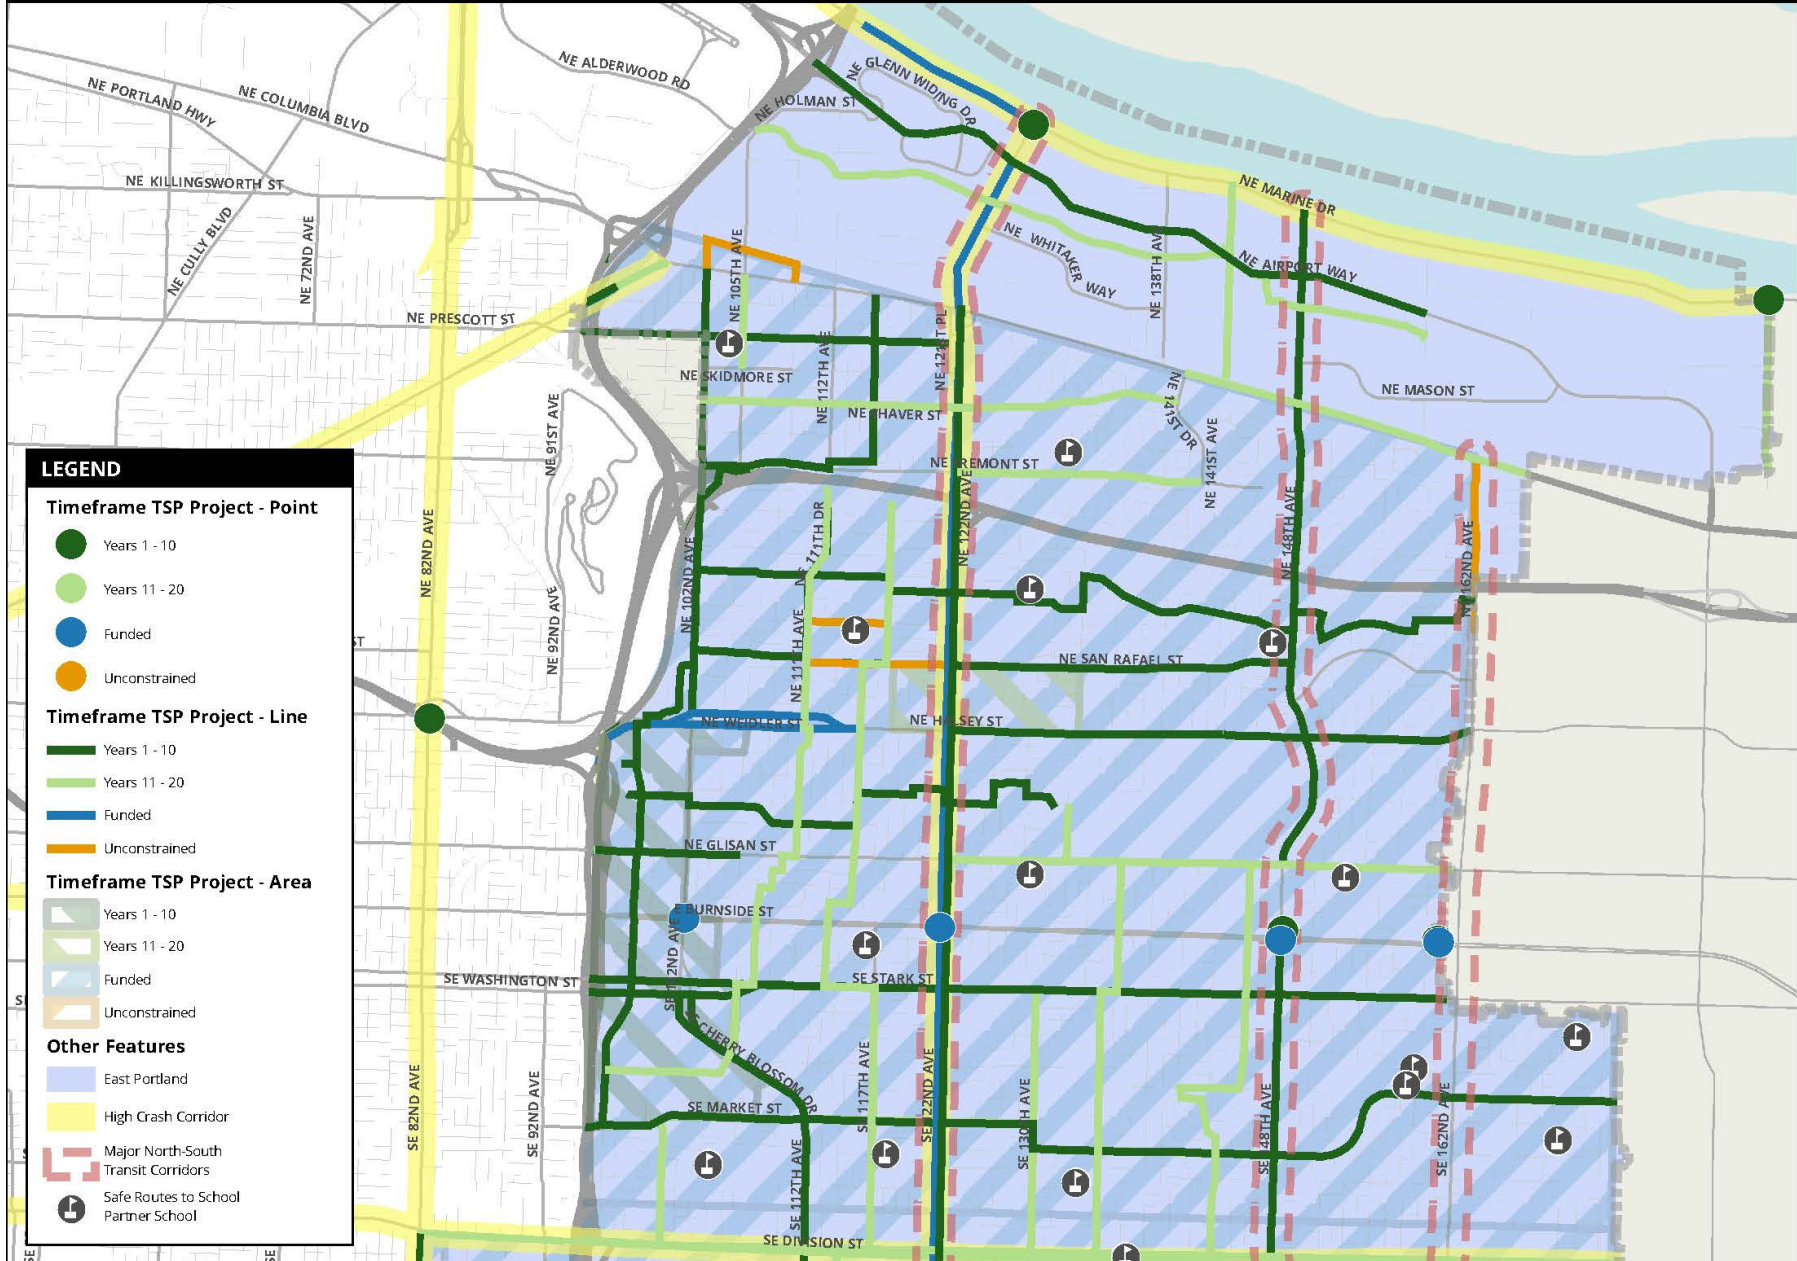 NE ALDERWOOD RD
NE GLENN WIDING DR
NE PORTLAND HWY
NE COLUMBIA BLVD
NE HOLMAN ST
NE KILLINGSWORTH ST
NE MARINE DR
NE CULLY BLVD
NE 72ND AVE
NE 105TH AVE
NE WHITAKER WAY
NE 138TH AVE
NE AIRPORT WAY
NE PRESCOTT ST
NE 112TH AVE
NE 121ST PL
NE SKIDMORE ST
NE 141ST DR
NE MASON ST
NE SHAVER ST
NE 91ST AVE
NE 141ST AVE
NE FREMONT ST
NE 82ND AVE
NE 102ND AVE
NE 111TH DR
NE 122ND AVE
NE 148TH AVE
NE 162ND AVE
NE 92ND AVE
NE 111TH AVE
ST
NE SAN RAFAEL ST
NE WEIDLER ST
NE HALSEY ST
NE GLISAN ST
E BURNSIDE ST
SE 102ND AVE
SE WASHINGTON ST
SE STARK ST
SE CHERRY BLOSSOM DR
SE 82ND AVE
SE 92ND AVE
SE MARKET ST
SE 112TH AVE
SE 117TH AVE
SE 122ND AVE
SE 130TH AVE
SE 148TH AVE
SE 162ND AVE
SE DIVISION ST
SE
SE
LEGEND
Timeframe TSP Project - Point
Years 1 - 10
Years 11 - 20
Funded
Unconstrained
Timeframe TSP Project - Line
Years 1 - 10
Years 11 - 20
Funded
Unconstrained
Timeframe TSP Project - Area
Years 1 - 10
Years 11 - 20
Funded
Unconstrained
Other Features
East Portland
High Crash Corridor
Major North-South
Transit Corridors
Safe Routes to School
Partner School